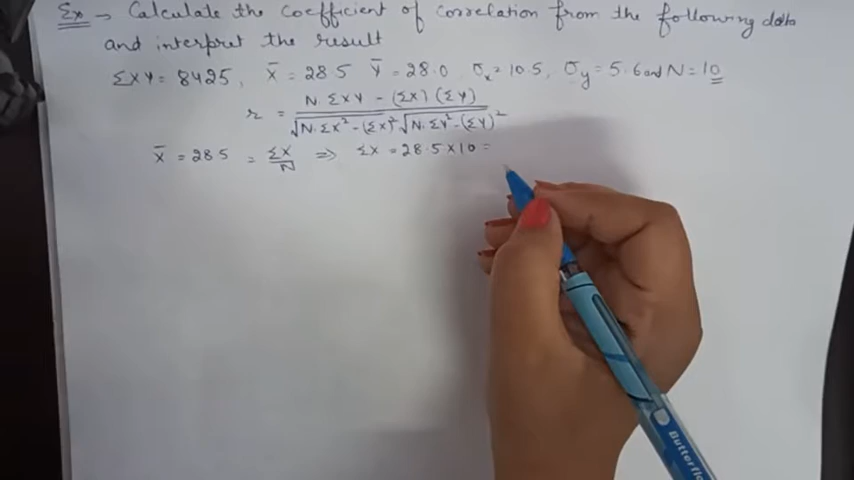 Ex → Calculate the coefficient of correlation from the following data
and interpret the result
ΣXY = 8425, X̄ = 28.5 Ȳ = 28.0 σx = 10.5, σy = 5.6 and N = 10
r = N·ΣXY - (ΣX) (ΣY) / √N·ΣX² - (ΣX)² √N·ΣY² - (ΣY)²
X̄ = 28.5 = ΣX/N ⇒ ΣX = 28.5 × 10 =
Butterfl